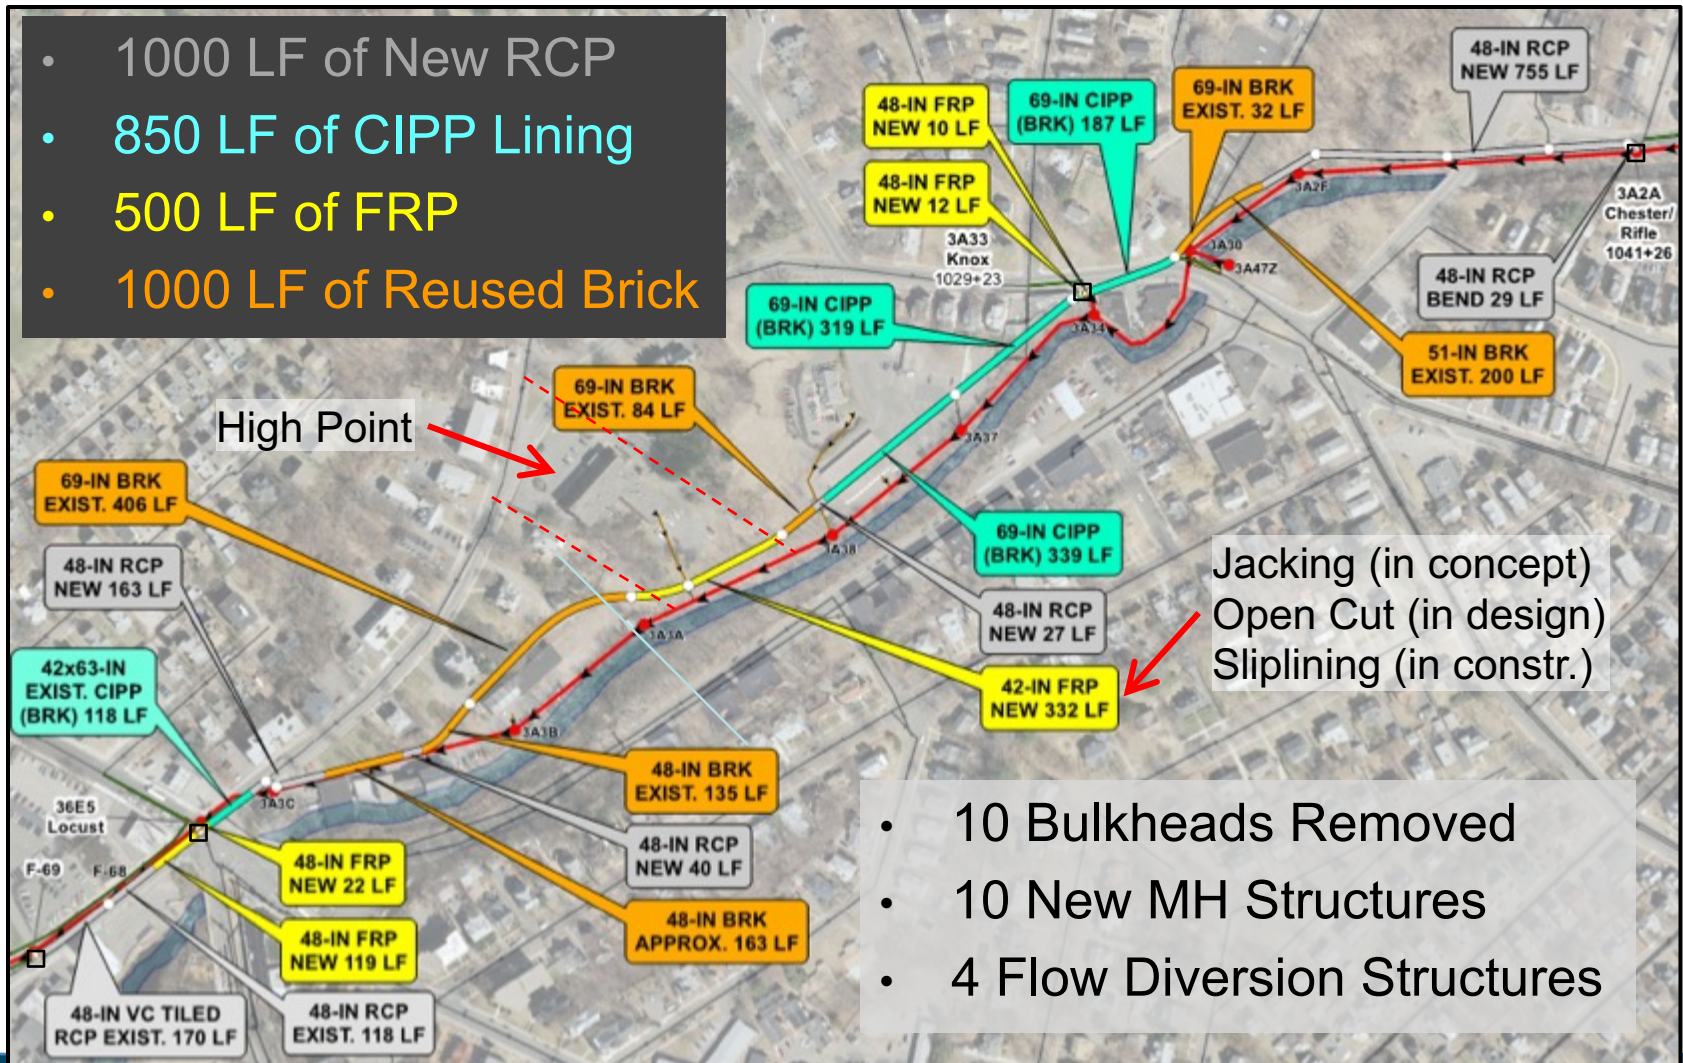 • 1000 LF of New RCP
• 850 LF of CIPP Lining
• 500 LF of FRP
• 1000 LF of Reused Brick
48-IN RCP
NEW 755 LF
69-IN BRK
EXIST. 32 LF
69-IN CIPP
(BRK) 187 LF
48-IN FRP
NEW 10 LF
48-IN FRP
NEW 12 LF
3A33
Knox
1029+23
3A2F
3A2A
Chester/
Rifle
1041+26
3A30
3A47Z
48-IN RCP
BEND 29 LF
69-IN CIPP
(BRK) 319 LF
3A34
51-IN BRK
EXIST. 200 LF
69-IN BRK
EXIST. 84 LF
High Point
3A37
69-IN BRK
EXIST. 406 LF
69-IN CIPP
(BRK) 339 LF
3A38
Jacking (in concept)
Open Cut (in design)
Sliplining (in constr.)
48-IN RCP
NEW 163 LF
48-IN RCP
NEW 27 LF
3A3A
42x63-IN
EXIST. CIPP
(BRK) 118 LF
42-IN FRP
NEW 332 LF
3A3B
48-IN BRK
EXIST. 135 LF
3A3C
36E5
Locust
48-IN RCP
NEW 40 LF
F-69
F-68
48-IN FRP
NEW 22 LF
48-IN BRK
APPROX. 163 LF
48-IN FRP
NEW 119 LF
48-IN VC TILED
RCP EXIST. 170 LF
48-IN RCP
EXIST. 118 LF
• 10 Bulkheads Removed
• 10 New MH Structures
• 4 Flow Diversion Structures